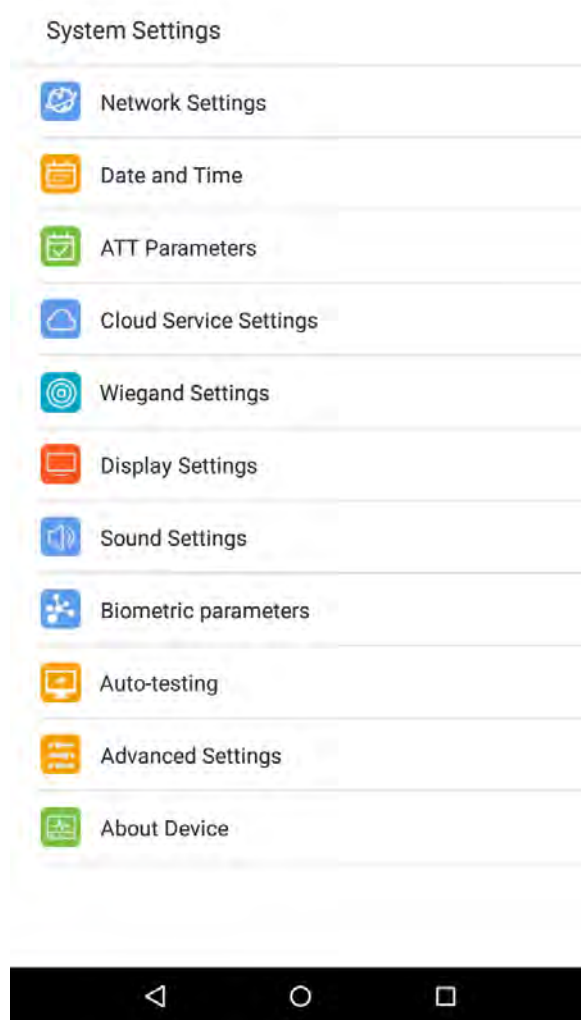 System Settings
Network Settings
Date and Time
ATT Parameters
Cloud Service Settings
Wiegand Settings
Display Settings
Sound Settings
Biometric parameters
Auto-testing
Advanced Settings
About Device